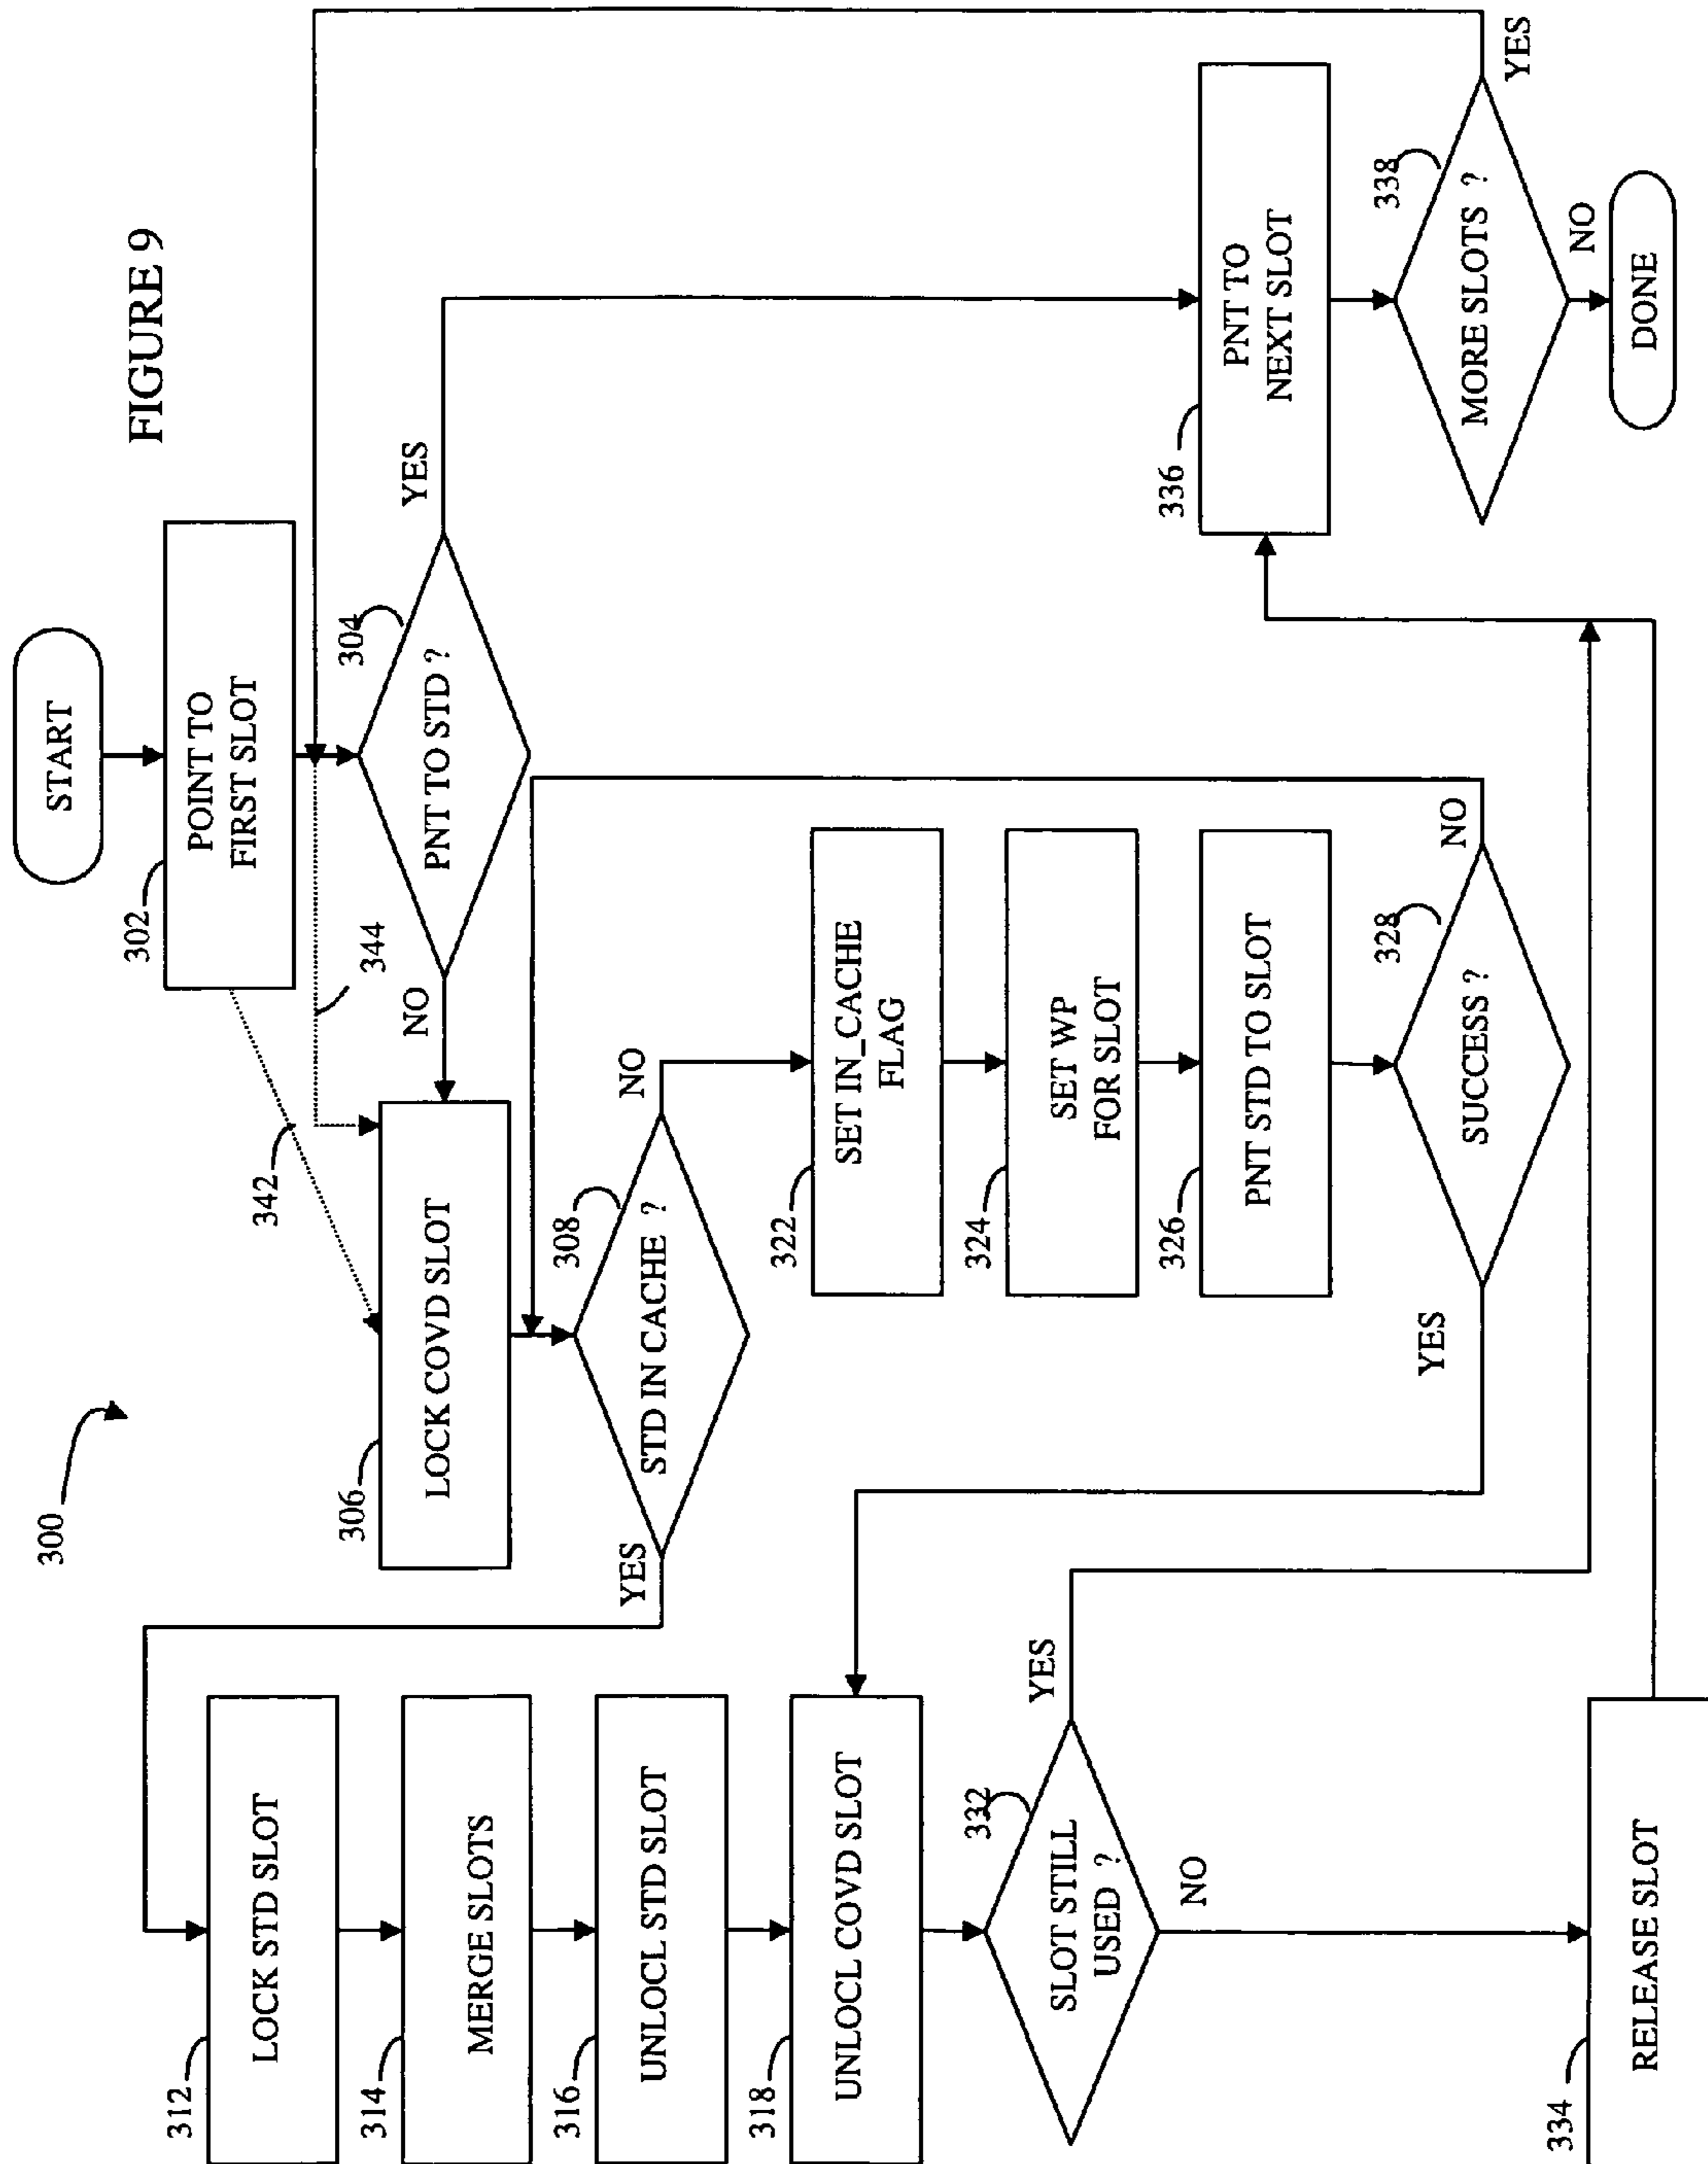 FIGURE 9
300
START
302
POINT TO
FIRST SLOT
342
344
304
PNT TO STD ?
YES
NO
306
LOCK COVD SLOT
308
STD IN CACHE ?
YES
NO
312
LOCK STD SLOT
314
MERGE SLOTS
316
UNLOCL STD SLOT
318
UNLOCL COVD SLOT
322
SET IN_CACHE
FLAG
324
SET WP
FOR SLOT
326
PNT STD TO SLOT
328
SUCCESS ?
YES
NO
332
SLOT STILL
USED ?
YES
NO
334
RELEASE SLOT
336
PNT TO
NEXT SLOT
338
MORE SLOTS ?
YES
NO
DONE